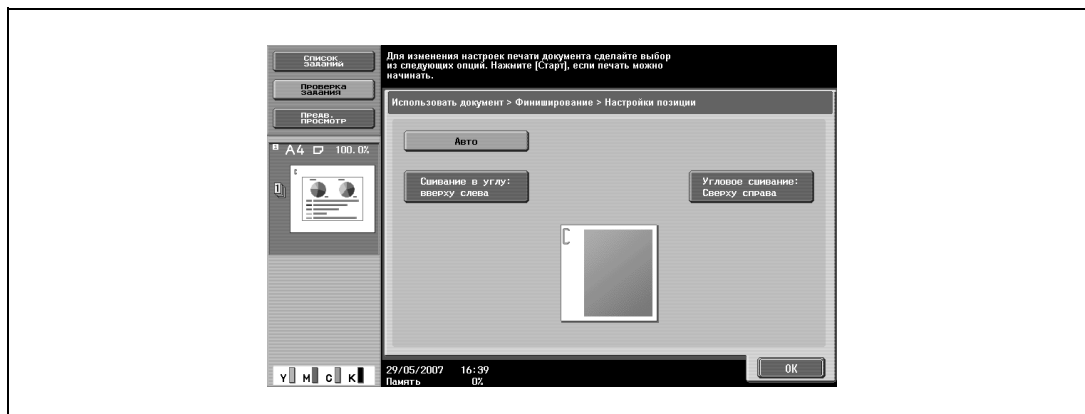 Список
задания
Проверка
задания
Предв.
просмотр
Для изменения настроек печати документа сделайте выбор
из следующих опций. Нажмите [Старт], если печать можно
начинать.
Использовать документ > Финиширование > Настройки позиции
A4 100.0%
1
Авто
Сшивание в углу:
вверху слева
Угловое сшивание:
Сверху справа
Y M C K
29/05/2007 16:39
Память 0%
OK